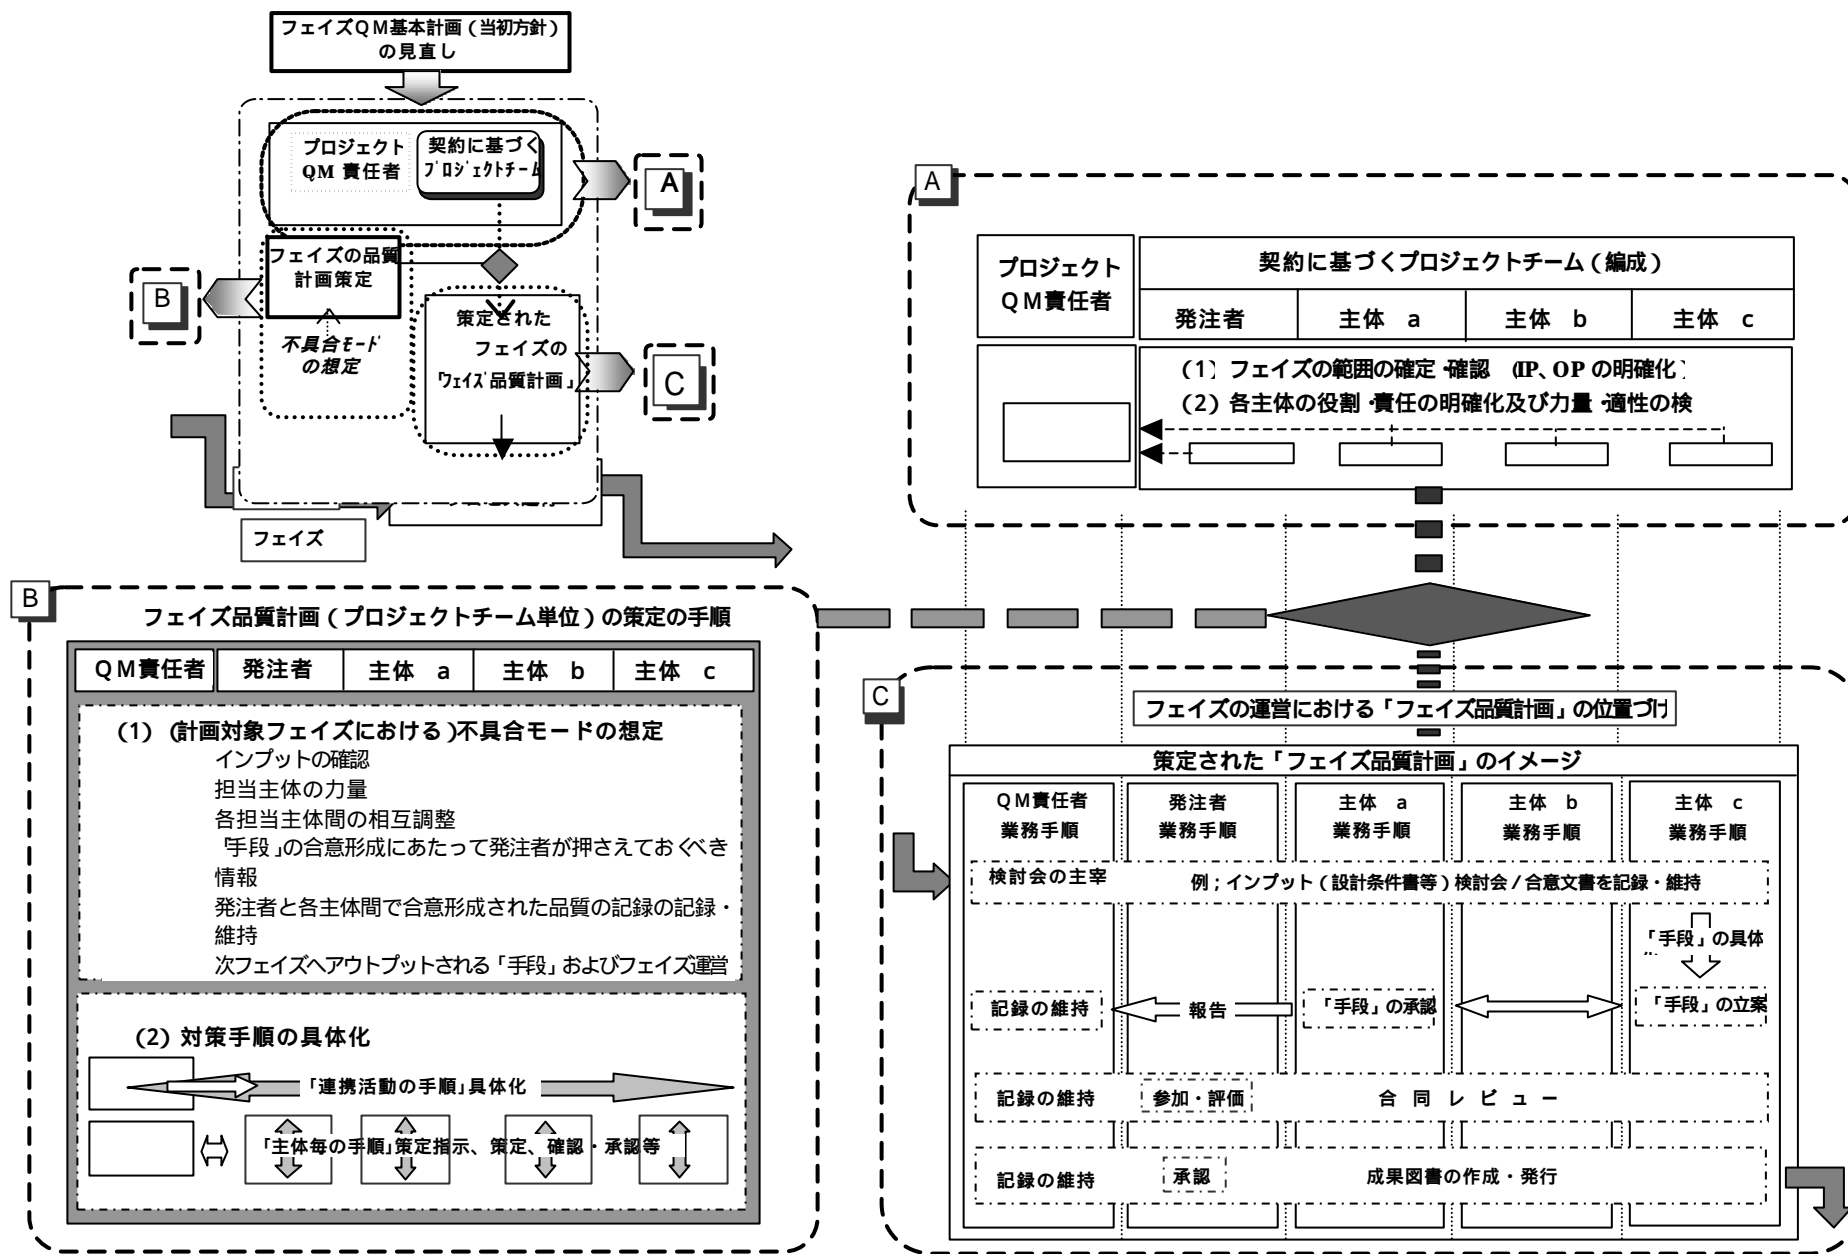 フェイズQM基本計画(当初方針)
の見直し
プロジェクト
QM 責任者
契約に基づく
プロジェクトチーム
A
フェイズの品質
計画策定
B
不具合モード
の想定
策定された
フェイズの
「フェイズ品質計画」
C
フェイズ
A
プロジェクト
QM責任者
契約に基づくプロジェクトチーム(編成)
発注者
主体 a
主体 b
主体 c
(1) フェイズの範囲の確定・確認 (IP、OP の明確化)
(2) 各主体の役割・責任の明確化及び力量・適性の検
B
フェイズ品質計画(プロジェクトチーム単位)の策定の手順
QM責任者
発注者
主体 a
主体 b
主体 c
(1) (計画対象フェイズにおける)不具合モードの想定
インプットの確認
担当主体の力量
各担当主体間の相互調整
「手段」の合意形成にあたって発注者が押さえておくべき
情報
発注者と各主体間で合意形成された品質の記録の記録・
維持
次フェイズへアウトプットされる「手段」およびフェイズ運営
(2) 対策手順の具体化
「連携活動の手順」具体化
「主体毎の手順」策定指示、策定、確認・承認等
C
フェイズの運営における「フェイズ品質計画」の位置づけ
策定された「フェイズ品質計画」のイメージ
QM責任者
業務手順
発注者
業務手順
主体 a
業務手順
主体 b
業務手順
主体 c
業務手順
検討会の主宰
例;インプット(設計条件書等)検討会/合意文書を記録・維持
「手段」の具体
記録の維持
報告
「手段」の承認
「手段」の立案
記録の維持
参加・評価
合同レビュー
記録の維持
承認
成果図書の作成・発行